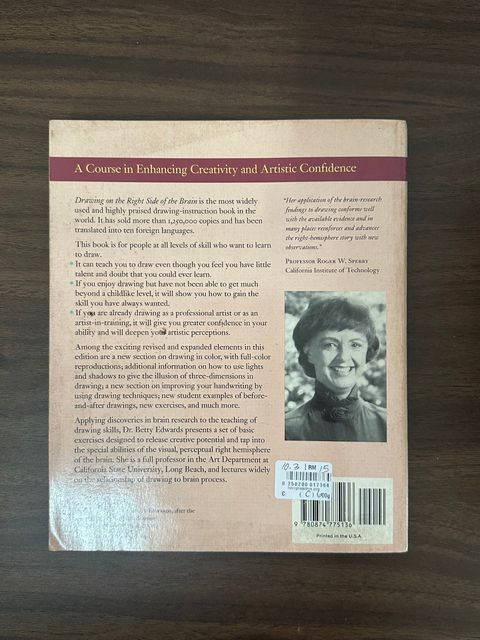 A Course in Enhancing Creativity and Artistic Confidence
Drawing on the Right Side of the Brain is the most widely
used and highly praised drawing-instruction book in the
world. It has sold more than 1,250,000 copies and has been
translated into ten foreign languages.
This book is for people at all levels of skill who want to learn
to draw.
It can teach you to draw even though you feel you have little
talent and doubt that you could ever learn.
If you enjoy drawing but have not been able to get much
beyond a childlike level, it will show you how to gain the
skill you have always wanted.
If you are already drawing as a professional artist or as an
artist-in-training, it will give you greater confidence in your
ability and will deepen your artistic perceptions.
Among the exciting revised and expanded elements in this
edition are a new section on drawing in color, with full-color
reproductions; additional information on how to use lights
and shadows to give the illusion of three-dimensions in
drawing; a new section on improving your handwriting by
using drawing techniques; new student examples of before-
and-after drawings, new exercises, and much more.
Applying discoveries in brain research to the teaching of
drawing skills, Dr. Betty Edwards presents a set of basic
exercises designed to release creative potential and tap into
the special abilities of the visual, perceptual right hemisphere
of the brain. She is a full professor in the Art Department at
California State University, Long Beach, and lectures widely
on the relationship of drawing to brain process.
after the
"Her application of the brain-research
findings to drawing conforms well
with the available evidence and in
many places reinforces and advances
the right-hemisphere story with new
observations."
Professor Roger W. Sperry
California Institute of Technology
10.3 RM 15
C
9 780874 775136
Printed in the U.S.A.